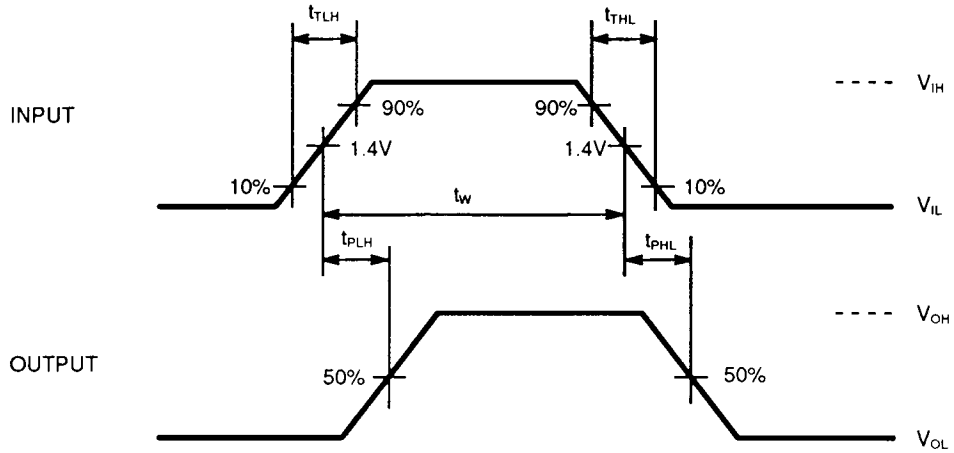 tTLH
tTHL
INPUT
90%
90%
VIH
1.4V
1.4V
10%
10%
tW
VIL
tPLH
tPHL
VOH
OUTPUT
50%
50%
VOL